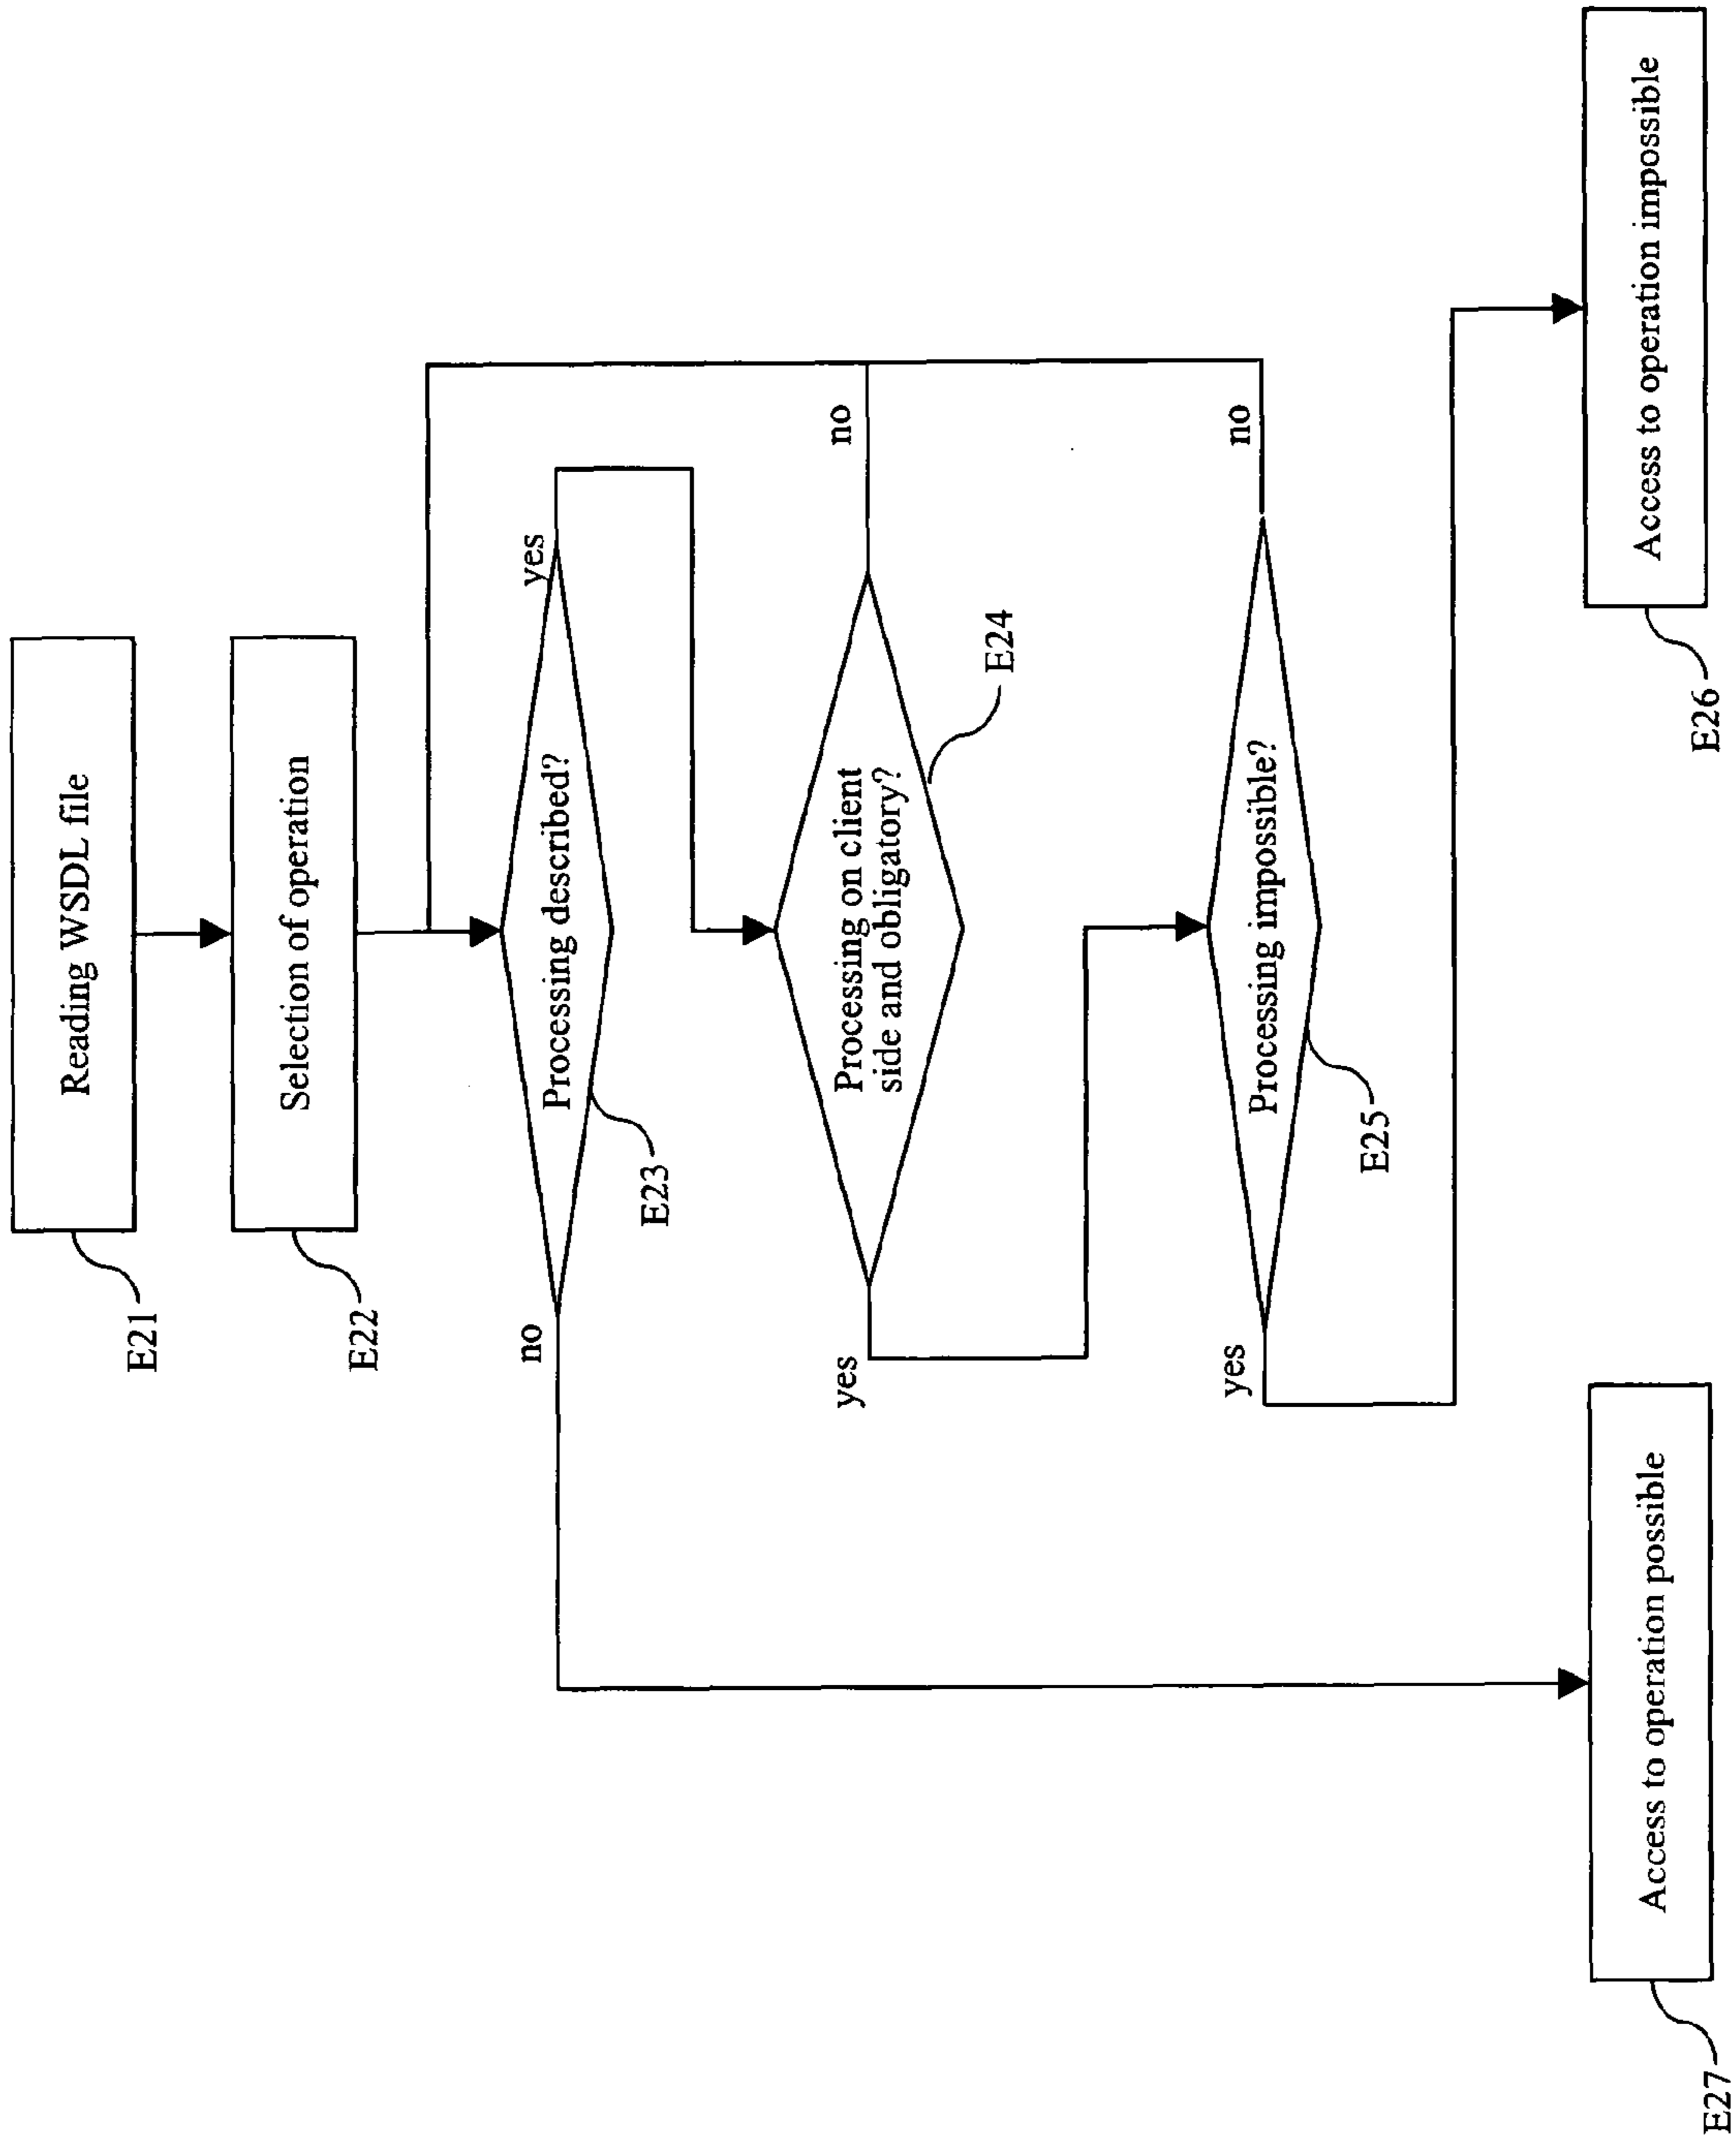 Reading WSDL file
E21
Selection of operation
E22
Processing described?
yes
no
E23
Processing on client
side and obligatory?
no
yes
E24
Processing impossible?
no
yes
E25
Access to operation impossible
E26
Access to operation possible
E27